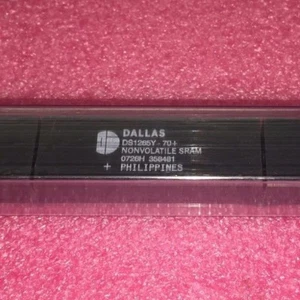 DALLAS
DS1265Y-70+
NONVOLATILE SRAM
0726H 358481
+ PHILIPPINES